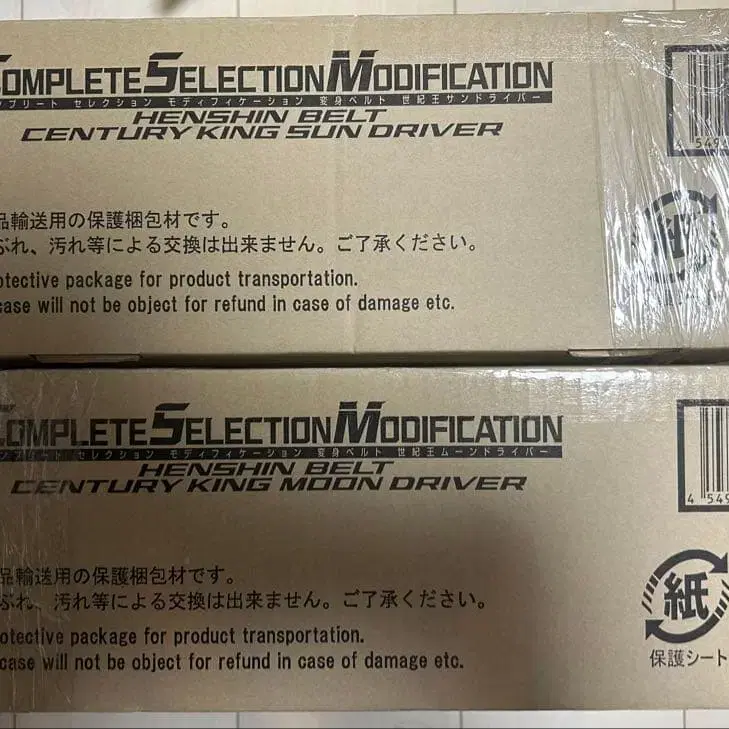 COMPLETE SELECTION MODIFICATION
ンプリート セレクション モディフィケーション 変身ベルト 世紀王サンドライバー
HENSHIN BELT
CENTURY KING SUN DRIVER
4 549
品輸送用の保護梱包材です。
ぶれ、汚れ等による交換は出来ません。ご了承ください。
紙
otective package for product transportation.
case will not be object for refund in case of damage etc.
COMPLETE SELECTION MODIFICATION
ンプリート セレクション モディフィケーション 変身ベルト 世紀王ムーンドライバー
HENSHIN BELT
CENTURY KING MOON DRIVER
4 549
品輸送用の保護梱包材です。
ぶれ、汚れ等による交換は出来ません。ご了承ください。
紙
保護シート
otective package for product transportation.
case will not be object for refund in case of damage etc.